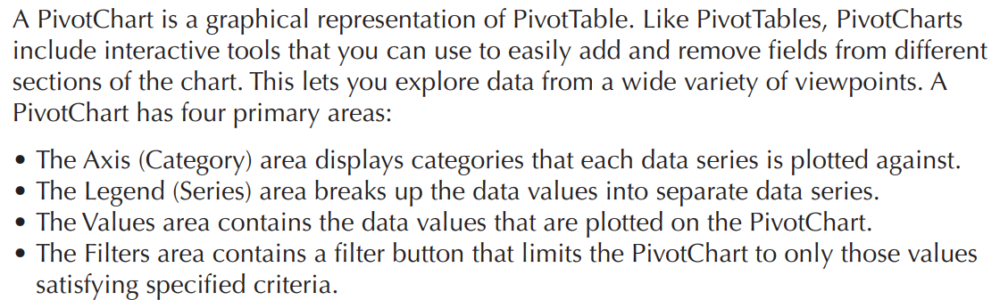 A PivotChart is a graphical representation of PivotTable. Like PivotTables, PivotCharts
include interactive tools that you can use to easily add and remove fields from different
sections of the chart. This lets you explore data from a wide variety of viewpoints. A
PivotChart has four primary areas:
• The Axis (Category) area displays categories that each data series is plotted against.
• The Legend (Series) area breaks up the data values into separate data series.
• The Values area contains the data values that are plotted on the PivotChart.
• The Filters area contains a filter button that limits the PivotChart to only those values
satisfying specified criteria.